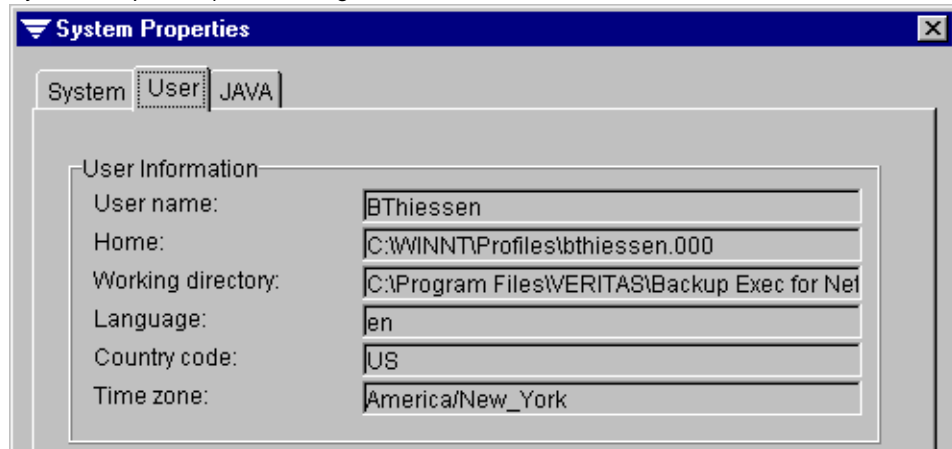 System Properties
System User JAVA
User Information
User name: BThiessen
Home: C:\WINNT\Profiles\bthiessen.000
Working directory: C:\Program Files\VERITAS\Backup Exec for Net
Language: en
Country code: US
Time zone: America/New_York